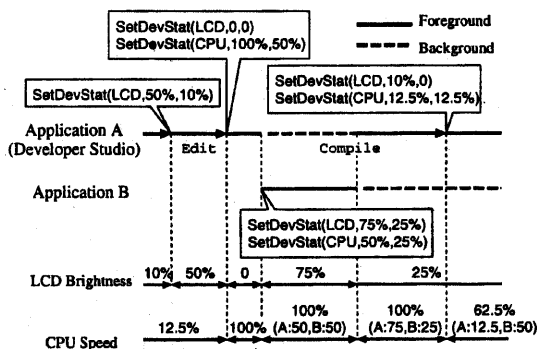 SetDevStat(LCD,0,0)
SetDevStat(CPU,100%,50%)
Foreground
Background
SetDevStat(LCD,50%,10%)
SetDevStat(LCD,10%,0)
SetDevStat(CPU,12.5%,12.5%)
Application A
(Developer Studio)
Edit
Compile
Application B
SetDevStat(LCD,75%,25%)
SetDevStat(CPU,50%,25%)
LCD Brightness
10% 50% 0 75% 25%
CPU Speed
12.5% 100% 100% 100% 62.5%
(A:50,B:50) (A:75,B:25) (A:12.5,B:50)